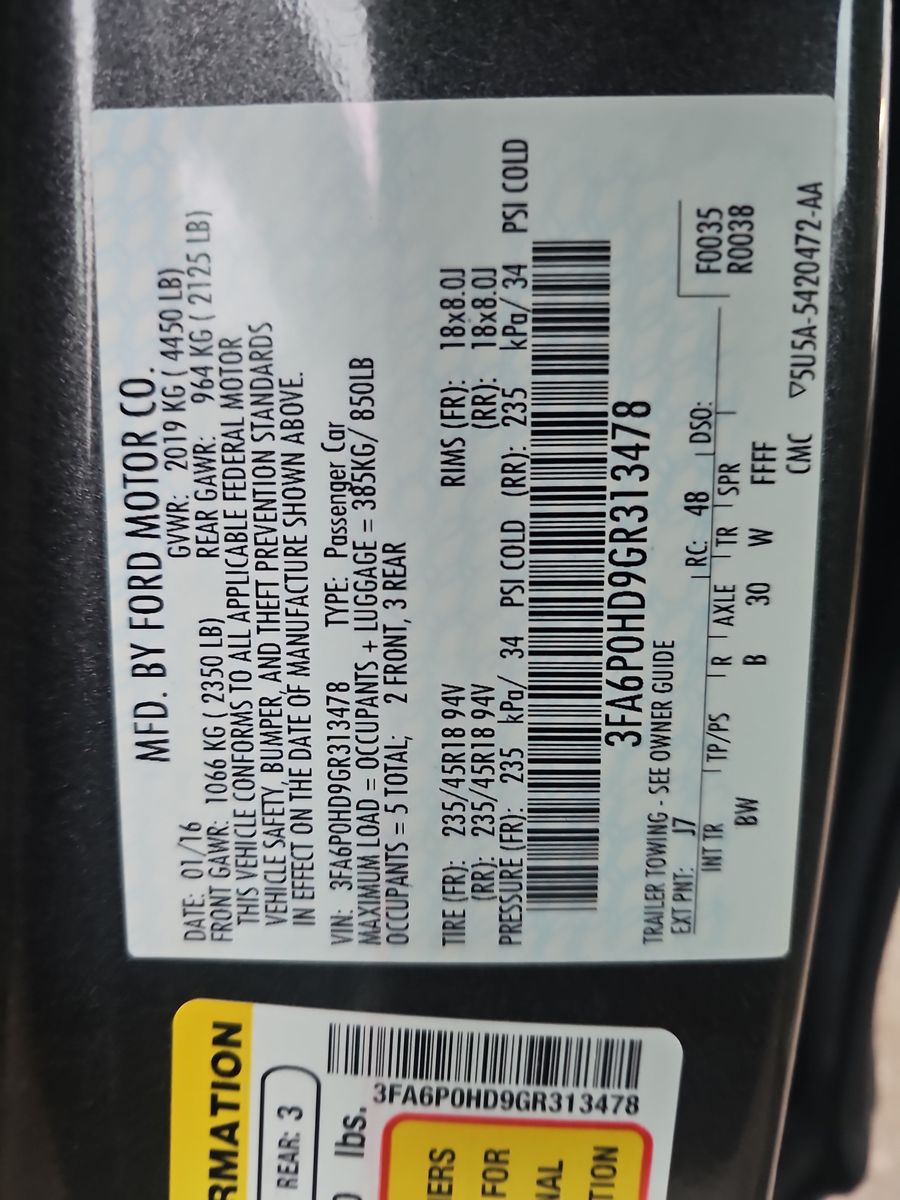 MFD. BY FORD MOTOR CO.
DATE: 01/16 GVWR: 2019 KG ( 4450 LB)
FRONT GAWR: 1066 KG ( 2350 LB) REAR GAWR: 964 KG ( 2125 LB)
THIS VEHICLE CONFORMS TO ALL APPLICABLE FEDERAL MOTOR
VEHICLE SAFETY, BUMPER, AND THEFT PREVENTION STANDARDS
IN EFFECT ON THE DATE OF MANUFACTURE SHOWN ABOVE.
VIN: 3FA6P0HD9GR313478 TYPE: Passenger Car
MAXIMUM LOAD = OCCUPANTS + LUGGAGE = 385KG/ 850LB
OCCUPANTS = 5 TOTAL; 2 FRONT, 3 REAR
TIRE (FR): 235/45R18 94V RIMS (FR): 18x8.0J
(RR): 235/45R18 94V (RR): 18x8.0J
PRESSURE (FR): 235 kPa/ 34 PSI COLD (RR): 235 kPa/ 34 PSI COLD
3FA6P0HD9GR313478
TRAILER TOWING - SEE OWNER GUIDE
EXT PNT: J7 RC: 48 DSO: F0035
R0038
INT TR TP/PS R AXLE TR SPR
BW B 30 W FFFF
CMC ▽5U5A-5420472-AA
RMATION
REAR: 3
lbs.
3FA6P0HD9GR313478
IERS
FOR
NAL
TION